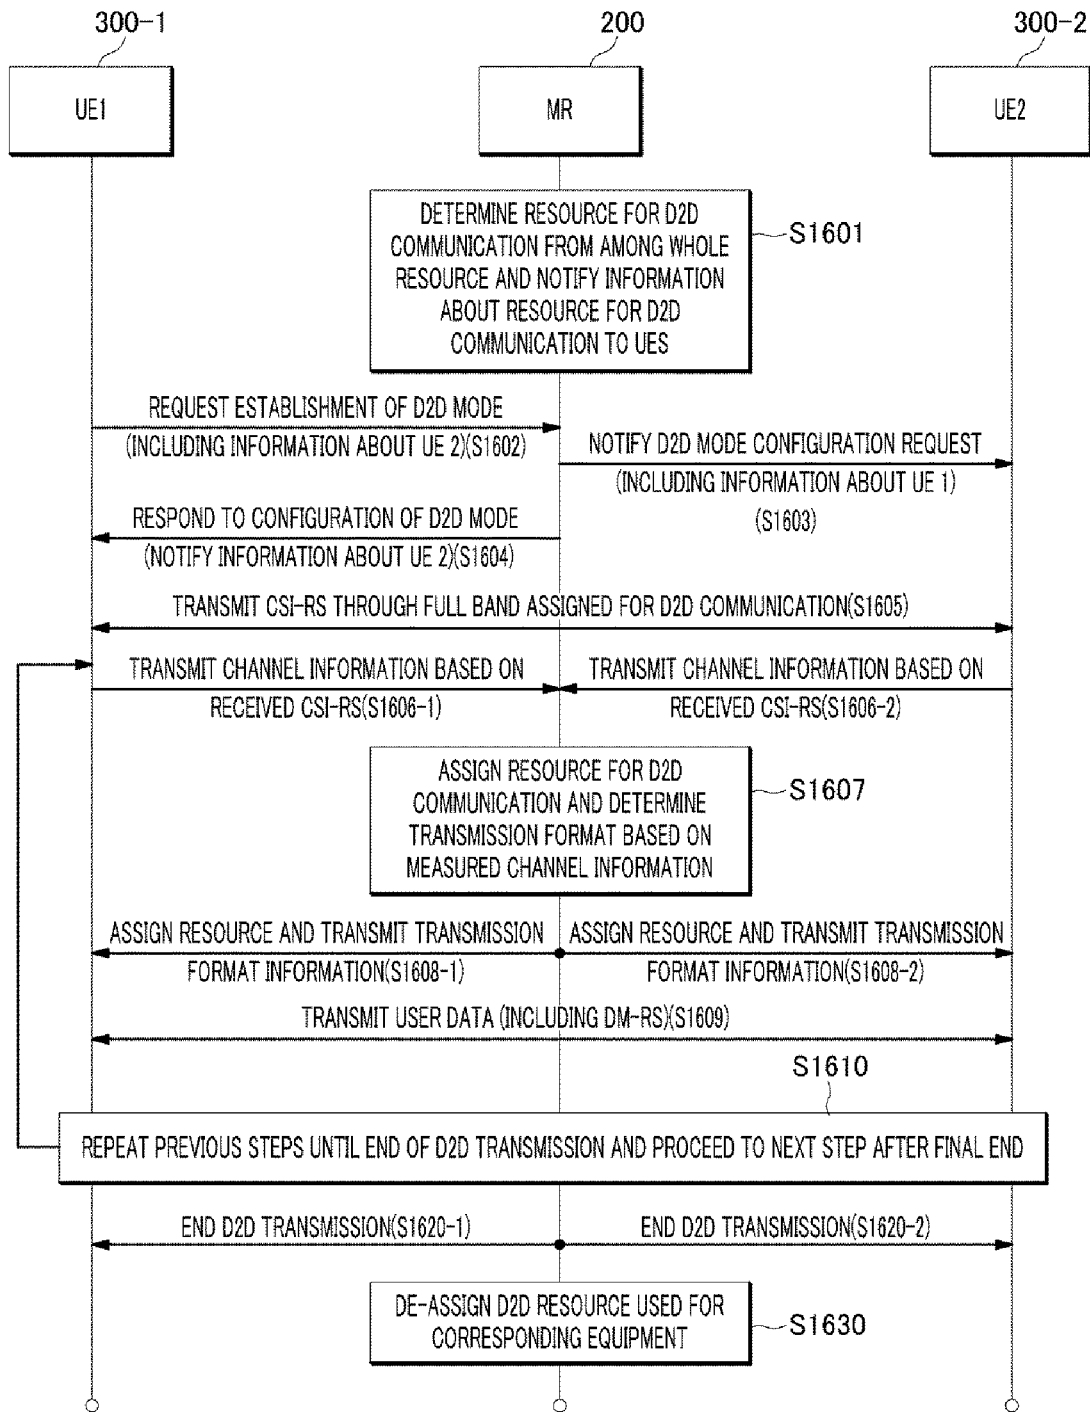 300-1
200
300-2
UE1
MR
UE2
DETERMINE RESOURCE FOR D2D
COMMUNICATION FROM AMONG WHOLE
RESOURCE AND NOTIFY INFORMATION
ABOUT RESOURCE FOR D2D
COMMUNICATION TO UES
S1601
REQUEST ESTABLISHMENT OF D2D MODE
(INCLUDING INFORMATION ABOUT UE 2)(S1602)
NOTIFY D2D MODE CONFIGURATION REQUEST
(INCLUDING INFORMATION ABOUT UE 1)
(S1603)
RESPOND TO CONFIGURATION OF D2D MODE
(NOTIFY INFORMATION ABOUT UE 2)(S1604)
TRANSMIT CSI-RS THROUGH FULL BAND ASSIGNED FOR D2D COMMUNICATION(S1605)
TRANSMIT CHANNEL INFORMATION BASED ON
RECEIVED CSI-RS(S1606-1)
TRANSMIT CHANNEL INFORMATION BASED ON
RECEIVED CSI-RS(S1606-2)
ASSIGN RESOURCE FOR D2D
COMMUNICATION AND DETERMINE
TRANSMISSION FORMAT BASED ON
MEASURED CHANNEL INFORMATION
S1607
ASSIGN RESOURCE AND TRANSMIT TRANSMISSION
FORMAT INFORMATION(S1608-1)
ASSIGN RESOURCE AND TRANSMIT TRANSMISSION
FORMAT INFORMATION(S1608-2)
TRANSMIT USER DATA (INCLUDING DM-RS)(S1609)
S1610
REPEAT PREVIOUS STEPS UNTIL END OF D2D TRANSMISSION AND PROCEED TO NEXT STEP AFTER FINAL END
END D2D TRANSMISSION(S1620-1)
END D2D TRANSMISSION(S1620-2)
DE-ASSIGN D2D RESOURCE USED FOR
CORRESPONDING EQUIPMENT
S1630